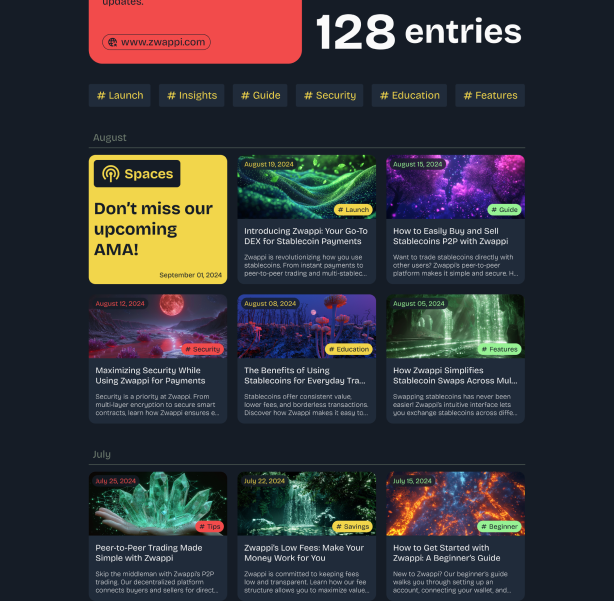 updates.
www.zwappi.com
128 entries
# Launch
# Insights
# Guide
# Security
# Education
# Features
August
Spaces
Don't miss our
upcoming
AMA!
September 01, 2024
August 19, 2024
# Launch
Introducing Zwappi: Your Go-To
DEX for Stablecoin Payments
Zwappi is revolutionizing how you use
stablecoins. From instant payments to
peer-to-peer trading and multi-stablec...
August 15, 2024
# Guide
How to Easily Buy and Sell
Stablecoins P2P with Zwappi
Want to trade stablecoins directly with
other users? Zwappi's peer-to-peer
platform makes it simple and secure. H...
August 12, 2024
# Security
Maximizing Security While
Using Zwappi for Payments
Security is a priority at Zwappi. From
multi-layer encryption to secure smart
contracts, learn how Zwappi ensures e...
August 08, 2024
# Education
The Benefits of Using
Stablecoins for Everyday Tra...
Stablecoins offer consistent value,
lower fees, and borderless transactions.
Discover how Zwappi makes it easy to...
August 05, 2024
# Features
How Zwappi Simplifies
Stablecoin Swaps Across Mul...
Swapping stablecoins has never been
easier! Zwappi's intuitive interface lets
you exchange stablecoins across diffe...
July
July 25, 2024
# Tips
Peer-to-Peer Trading Made
Simple with Zwappi
Skip the middleman with Zwappi's P2P
trading. Our decentralized platform
connects buyers and sellers for direct...
July 22, 2024
# Savings
Zwappi's Low Fees: Make Your
Money Work for You
Zwappi is committed to keeping fees
low and transparent. Learn how our fee
structure allows you to maximize value...
July 15, 2024
# Beginner
How to Get Started with
Zwappi: A Beginner's Guide
New to Zwappi? Our beginner's guide
walks you through setting up an
account, connecting your wallet, and...